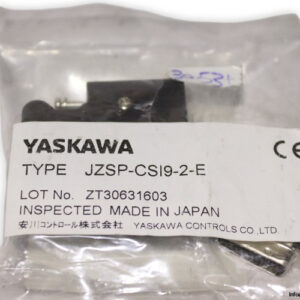 YASKAWA
CE
TYPE JZSP-CSI9-2-E
LOT No. ZT30631603
INSPECTED MADE IN JAPAN
安川コントロール株式会社 YASKAWA CONTROLS CO., LTD.